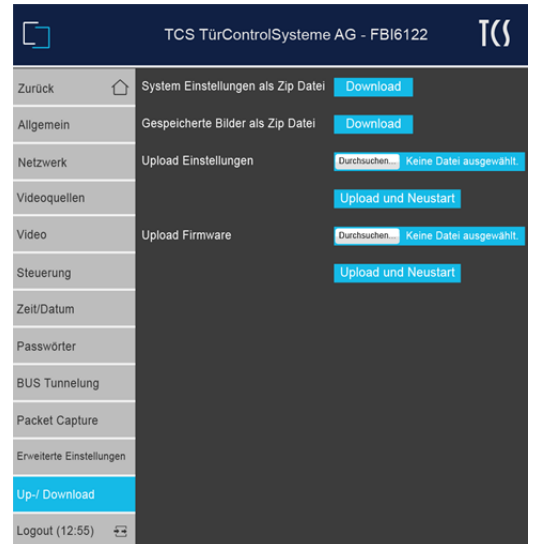 TCS TürControlSysteme AG - FBI6122
TCS
Zurück
Allgemein
Netzwerk
Videoquellen
Video
Steuerung
Zeit/Datum
Passwörter
BUS Tunnelung
Packet Capture
Erweiterte Einstellungen
Up-/ Download
Logout (12:55)
System Einstellungen als Zip Datei Download
Gespeicherte Bilder als Zip Datei Download
Upload Einstellungen Durchsuchen... Keine Datei ausgewählt.
Upload und Neustart
Upload Firmware Durchsuchen... Keine Datei ausgewählt.
Upload und Neustart